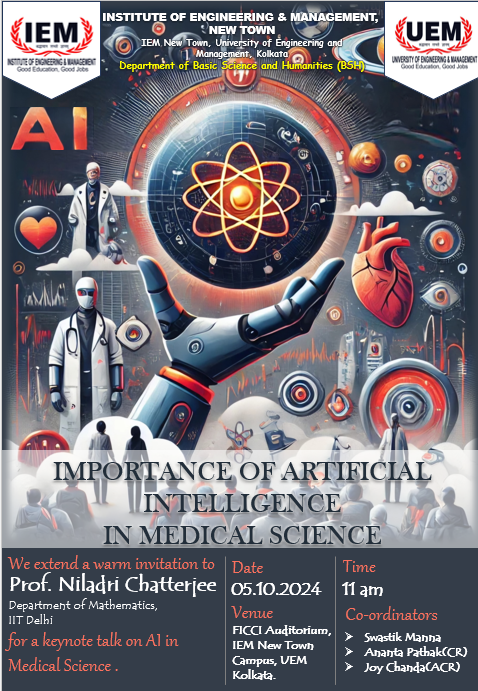 IEM
INSTITUTE OF ENGINEERING & MANAGEMENT
Good Education, Good Jobs
INSTITUTE OF ENGINEERING & MANAGEMENT,
NEW TOWN
IEM New Town, University of Engineering and
Management, Kolkata
Department of Basic Science and Humanities (BSH)
UEM
UNIVERSITY OF ENGINEERING & MANAGEMENT
Good Education, Good Jobs
AI
IMPORTANCE OF ARTIFICIAL
INTELLIGENCE
IN MEDICAL SCIENCE
We extend a warm invitation to
Prof. Niladri Chatterjee
Department of Mathematics,
IIT Delhi
for a keynote talk on AI in
Medical Science .
Date
05.10.2024
Venue
FICCI Auditorium,
IEM New Town
Campus, UEM
Kolkata.
Time
11 am
Co-ordinators
➤ Swastik Manna
➤ Ananta Pathak(CR)
➤ Joy Chanda(ACR)